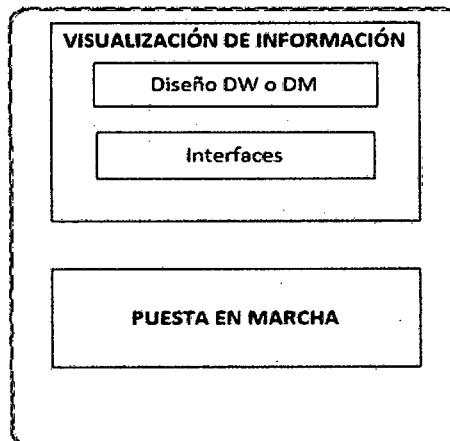 VISUALIZACIÓN DE INFORMACIÓN
Diseño DW o DM
Interfaces
PUESTA EN MARCHA